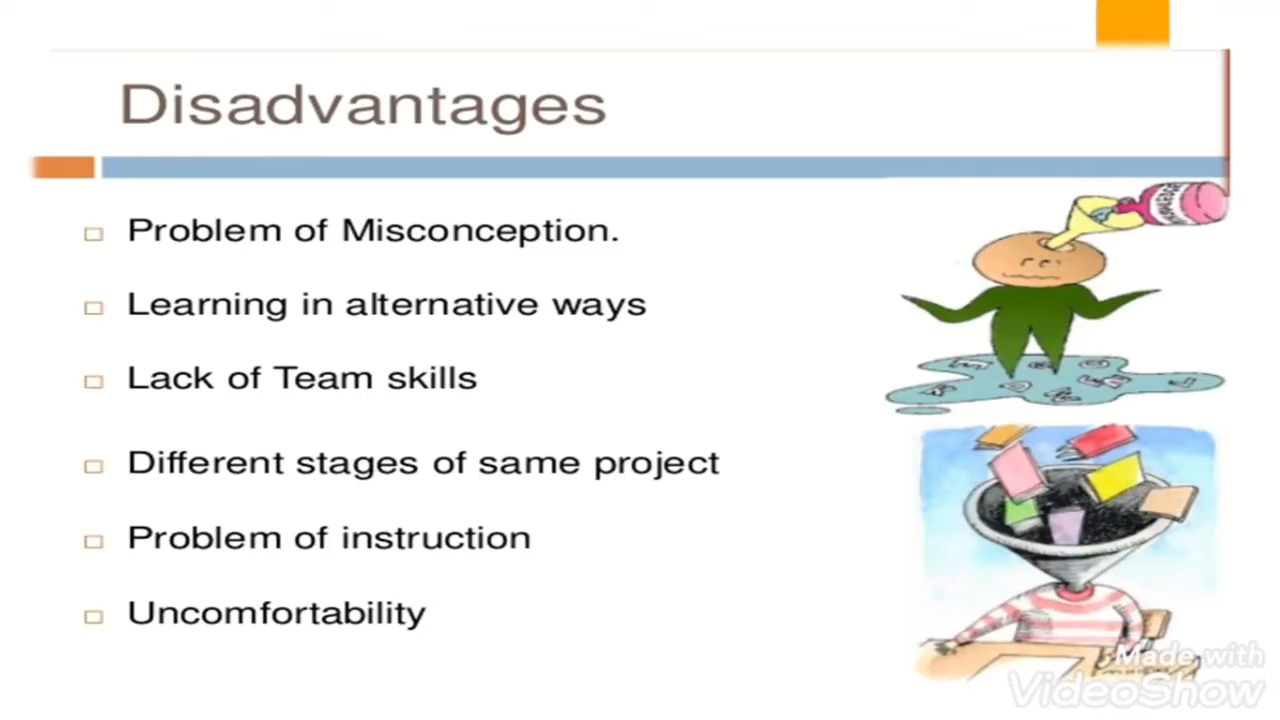 Disadvantages
Problem of Misconception.
Learning in alternative ways
Lack of Team skills
Different stages of same project
Problem of instruction
Uncomfortability
Made with
VideoShow